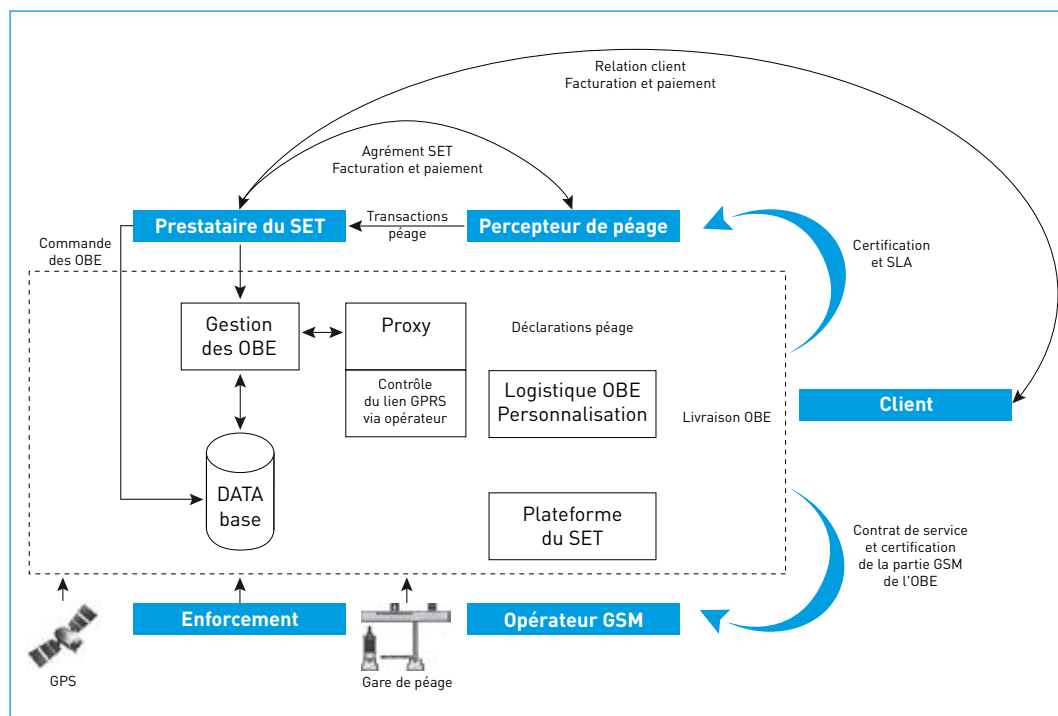 Relation client
Facturation et paiement
Agrément SET
Facturation et paiement
Prestataire du SET
Transactions
péage
Percepteur de péage
Commande
des OBE
Certification
et SLA
Gestion
des OBE
Proxy
Déclarations péage
Contrôle
du lien GPRS
via opérateur
Logistique OBE
Personnalisation
Livraison OBE
Client
DATA
base
Plateforme
du SET
Contrat de service
et certification
de la partie GSM
de l'OBE
Enforcement
Opérateur GSM
GPS
Gare de péage